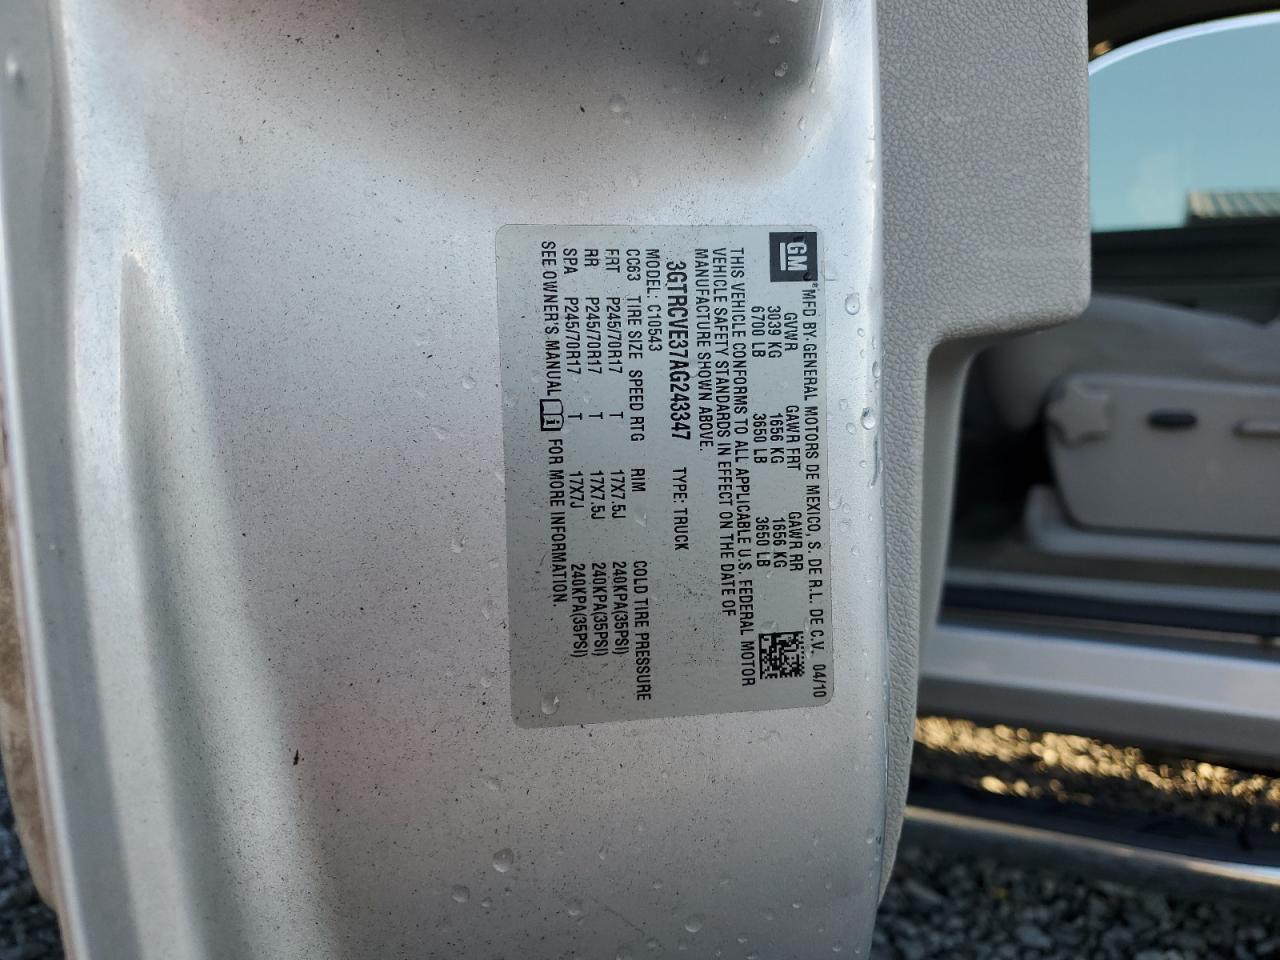 GM
MFD BY GENERAL MOTORS DE MEXICO, S. DE R.L. DE C.V. 04/10
GVWR GAWR FRT GAWR RR
3039 KG 1656 KG 1656 KG
6700 LB 3650 LB 3650 LB
THIS VEHICLE CONFORMS TO ALL APPLICABLE U.S. FEDERAL MOTOR
VEHICLE SAFETY STANDARDS IN EFFECT ON THE DATE OF
MANUFACTURE SHOWN ABOVE.
3GTRCVE37AG243347 TYPE: TRUCK
MODEL: C10543
CC63 TIRE SIZE SPEED RTG RIM COLD TIRE PRESSURE
FRT P245/70R17 T 17X7.5J 240KPA(35PSI)
RR P245/70R17 T 17X7.5J 240KPA(35PSI)
SPA P245/70R17 T 17X7J 240KPA(35PSI)
SEE OWNER'S MANUAL i FOR MORE INFORMATION.